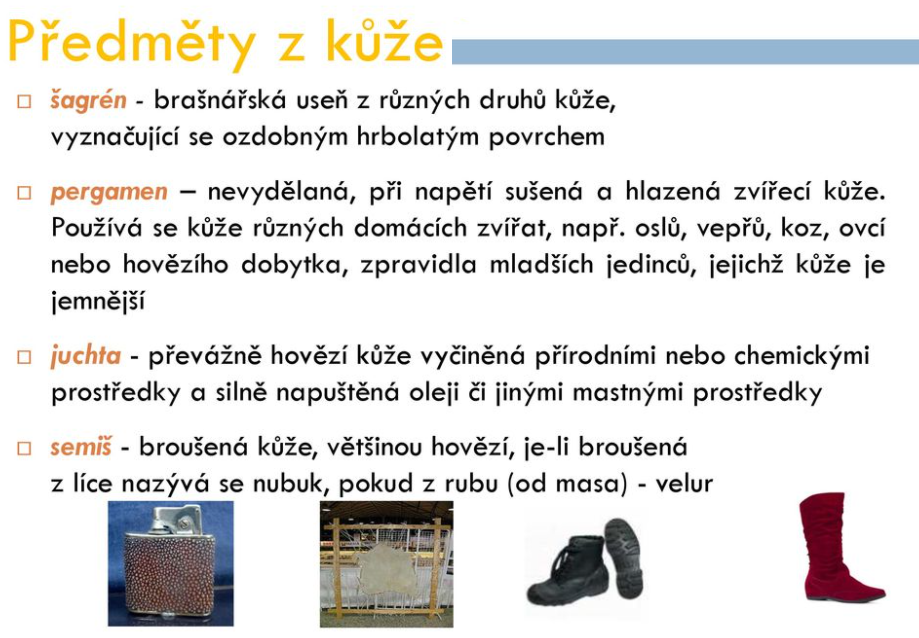 Předměty z kůže
šagrén - brašnářská useň z různých druhů kůže,
vyznačující se ozdobným hrbolatým povrchem
pergamen – nevydělaná, při napětí sušená a hlazená zvířecí kůže.
Používá se kůže různých domácích zvířat, např. oslů, vepřů, koz, ovcí
nebo hovězího dobytka, zpravidla mladších jedinců, jejichž kůže je
jemnější
juchta - převážně hovězí kůže vyčiněná přírodními nebo chemickými
prostředky a silně napuštěná oleji či jinými mastnými prostředky
semiš - broušená kůže, většinou hovězí, je-li broušená
z líce nazývá se nubuk, pokud z rubu (od masa) - velur